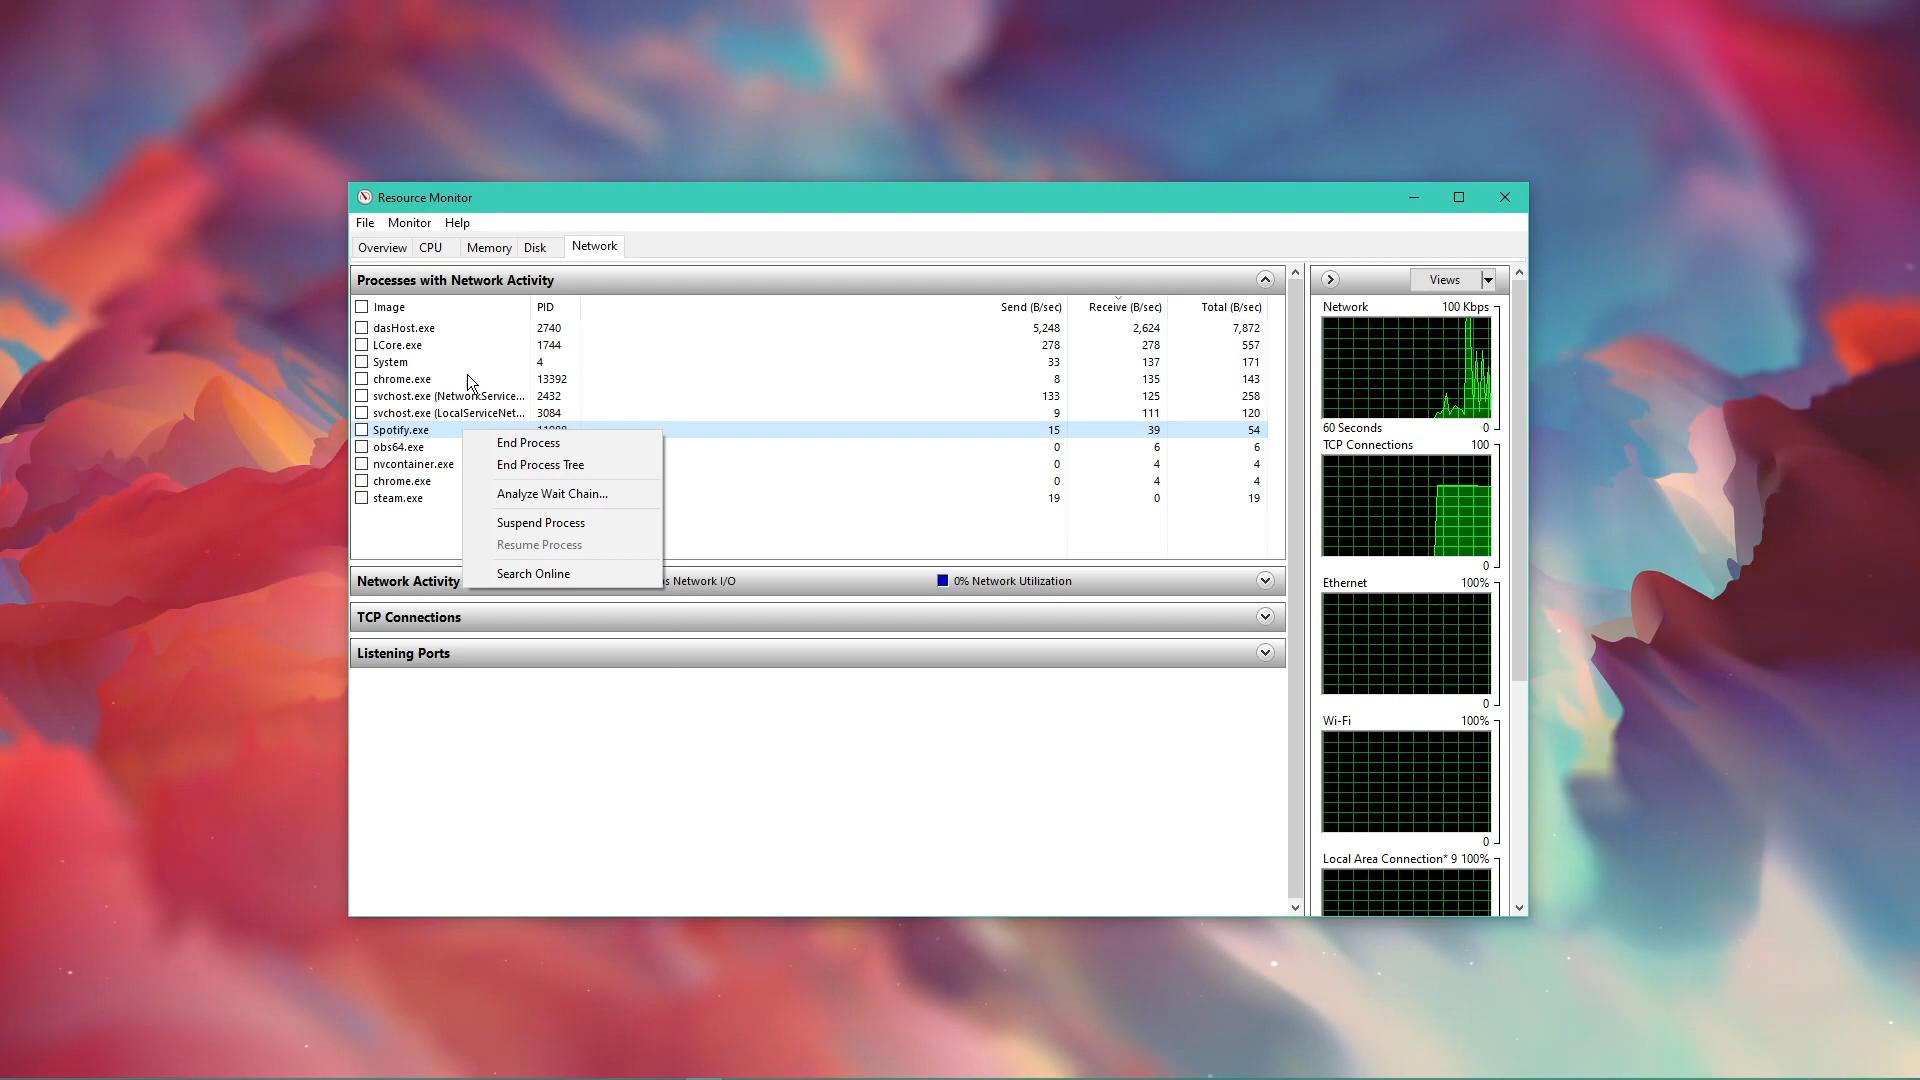 Resource Monitor
File Monitor Help
Overview CPU Memory Disk Network
Processes with Network Activity
Image PID Send (B/sec) Receive (B/sec) Total (B/sec)
dasHost.exe 2740 5,248 2,624 7,872
LCore.exe 1744 278 278 557
System 4 33 137 171
chrome.exe 13392 8 135 143
svchost.exe (NetworkService... 2432 133 125 258
svchost.exe (LocalServiceNet... 3084 9 111 120
Spotify.exe 15 39 54
obs64.exe 0 6 6
nvcontainer.exe 0 4 4
chrome.exe 0 4 4
steam.exe 19 0 19
End Process
End Process Tree
Analyze Wait Chain...
Suspend Process
Resume Process
Search Online
Network Activity Network I/O 0% Network Utilization
TCP Connections
Listening Ports
Views
Network 100 Kbps
60 Seconds 0
TCP Connections 100
0
Ethernet 100%
0
Wi-Fi 100%
0
Local Area Connection* 9 100%